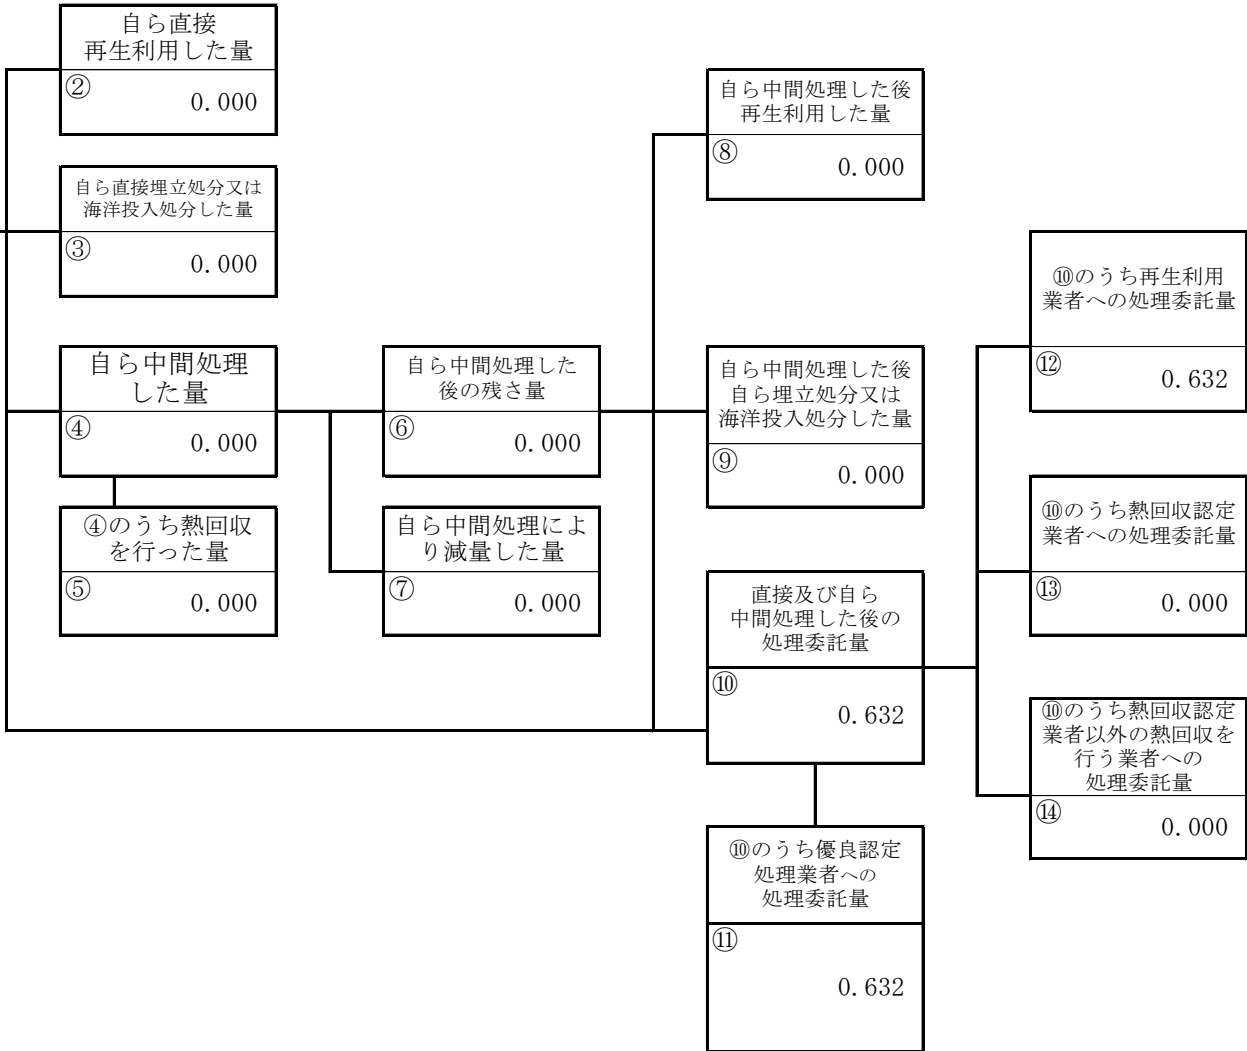 自ら直接
再生利用した量
②
0.000
自ら直接埋立処分又は
海洋投入処分した量
③
0.000
自ら中間処理
した量
④
0.000
④のうち熱回収
を行った量
⑤
0.000
自ら中間処理した
後の残さ量
⑥
0.000
自ら中間処理によ
り減量した量
⑦
0.000
自ら中間処理した後
再生利用した量
⑧
0.000
自ら中間処理した後
自ら埋立処分又は
海洋投入処分した量
⑨
0.000
直接及び自ら
中間処理した後の
処理委託量
⑩
0.632
⑩のうち優良認定
処理業者への
処理委託量
⑪
0.632
⑩のうち再生利用
業者への処理委託量
⑫
0.632
⑩のうち熱回収認定
業者への処理委託量
⑬
0.000
⑩のうち熱回収認定
業者以外の熱回収を
行う業者への
処理委託量
⑭
0.000